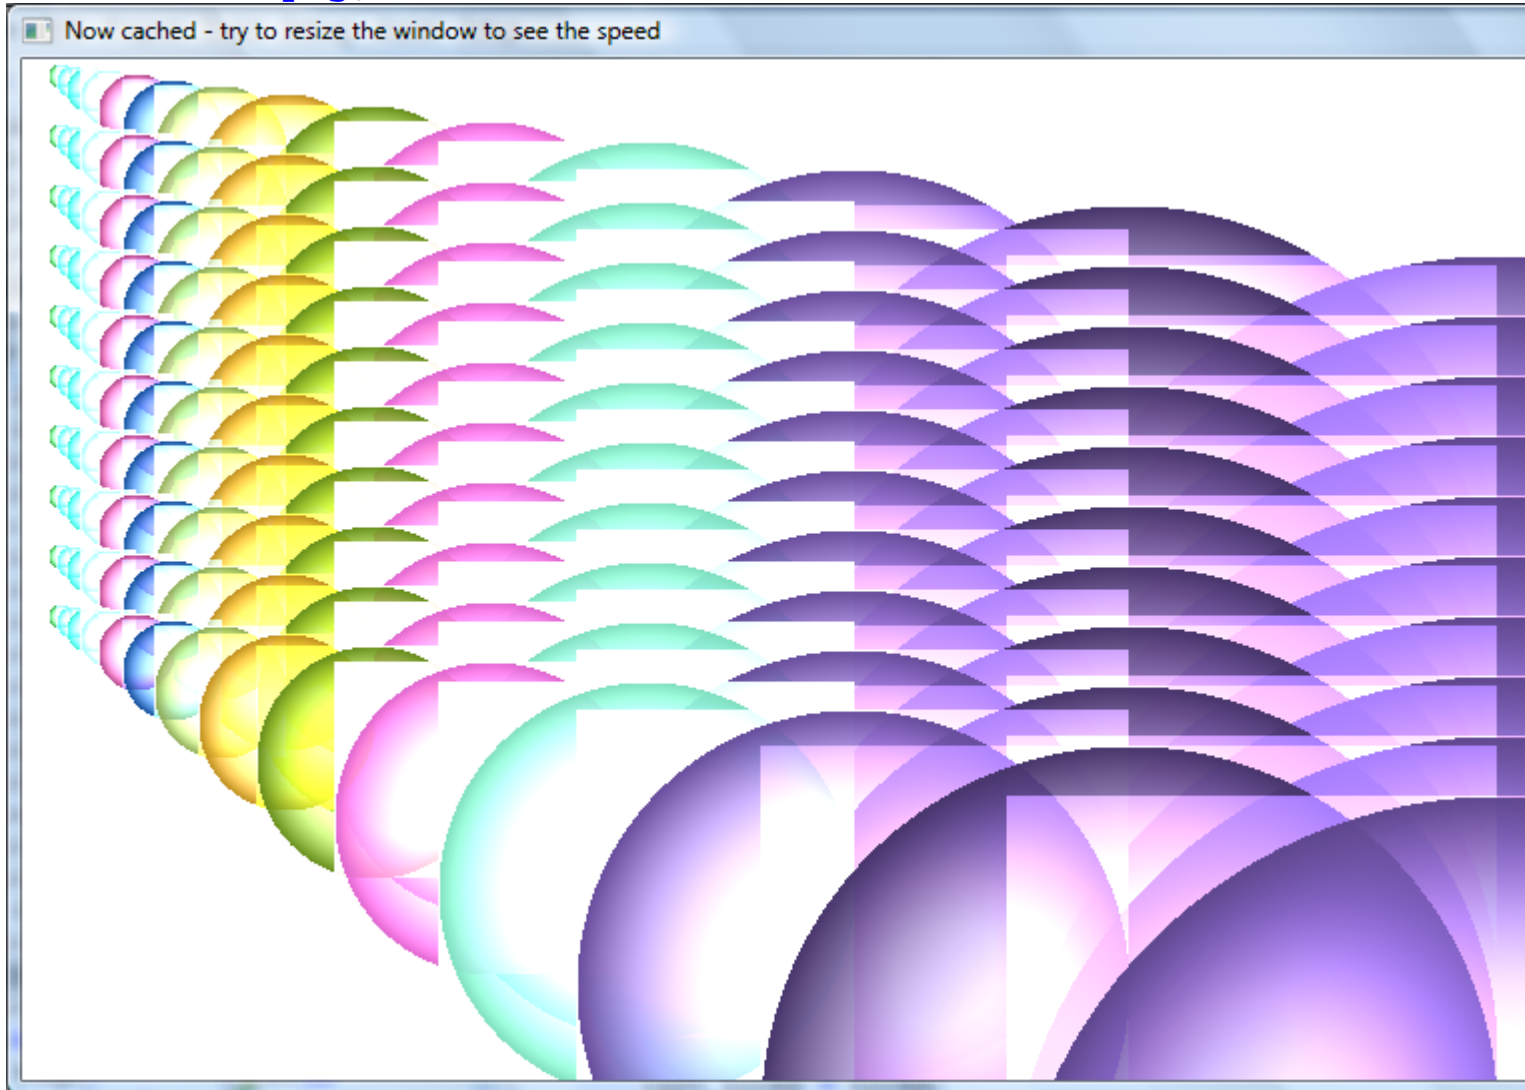 Now cached - try to resize the window to see the speed